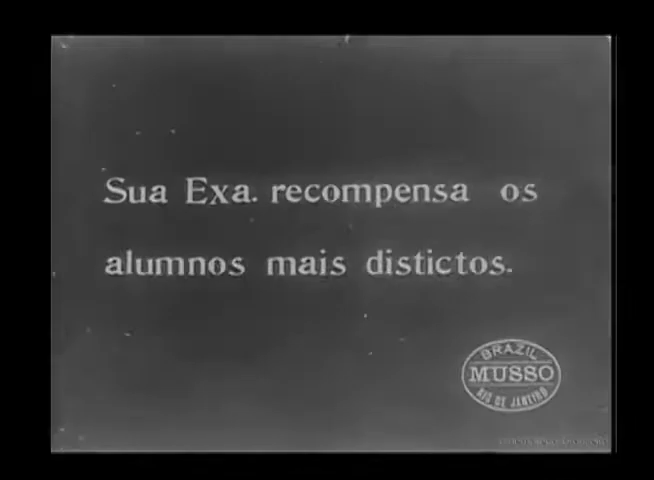 Sua Exa. recompensa os
alumnos mais distictos.
BRAZIL
MUSSO
RIO DE JANEIRO